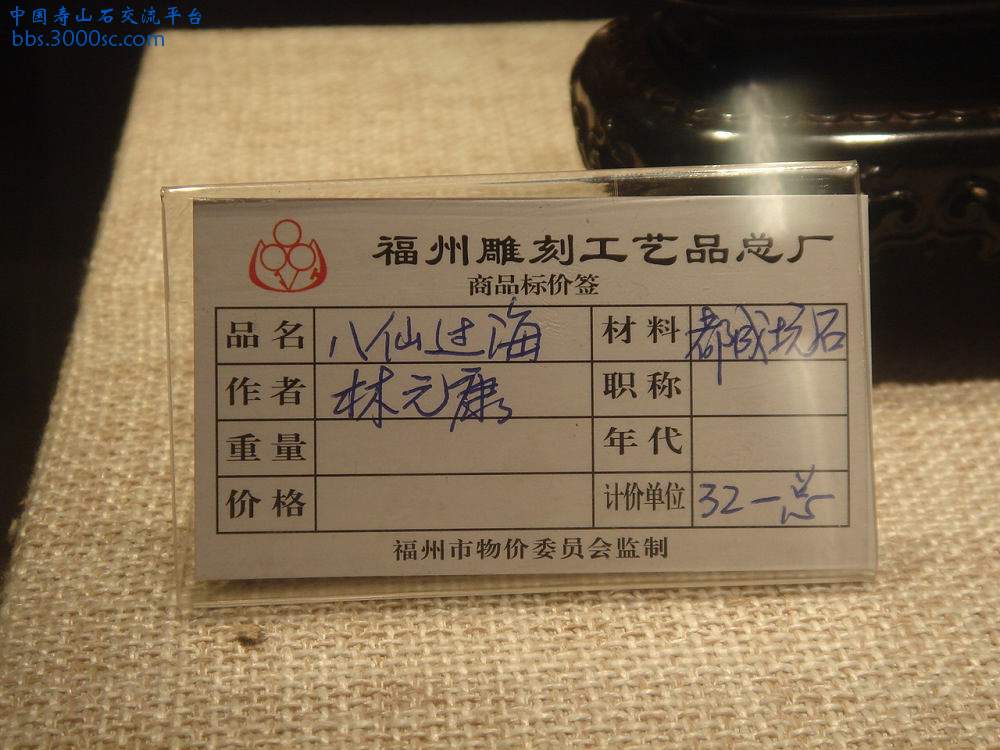 中国寿山石交流平台
bbs.3000sc.com
福州雕刻工艺品总厂
商品标价签
品名 八仙过海 材料 都成坑石
作者 林元康 职称
重量 年代
价格 计价单位 32一总
福州市物价委员会监制